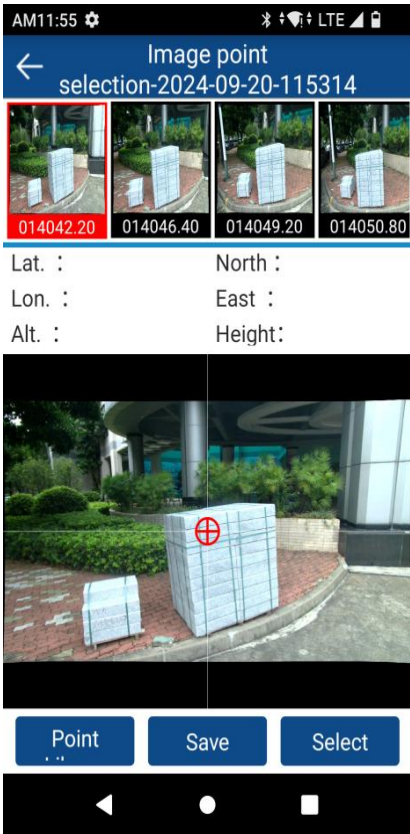 AM11:55 LTE
Image point
selection-2024-09-20-115314
014042.20 014046.40 014049.20 014050.80
Lat. : North :
Lon. : East :
Alt. : Height:
Point
Save
Select